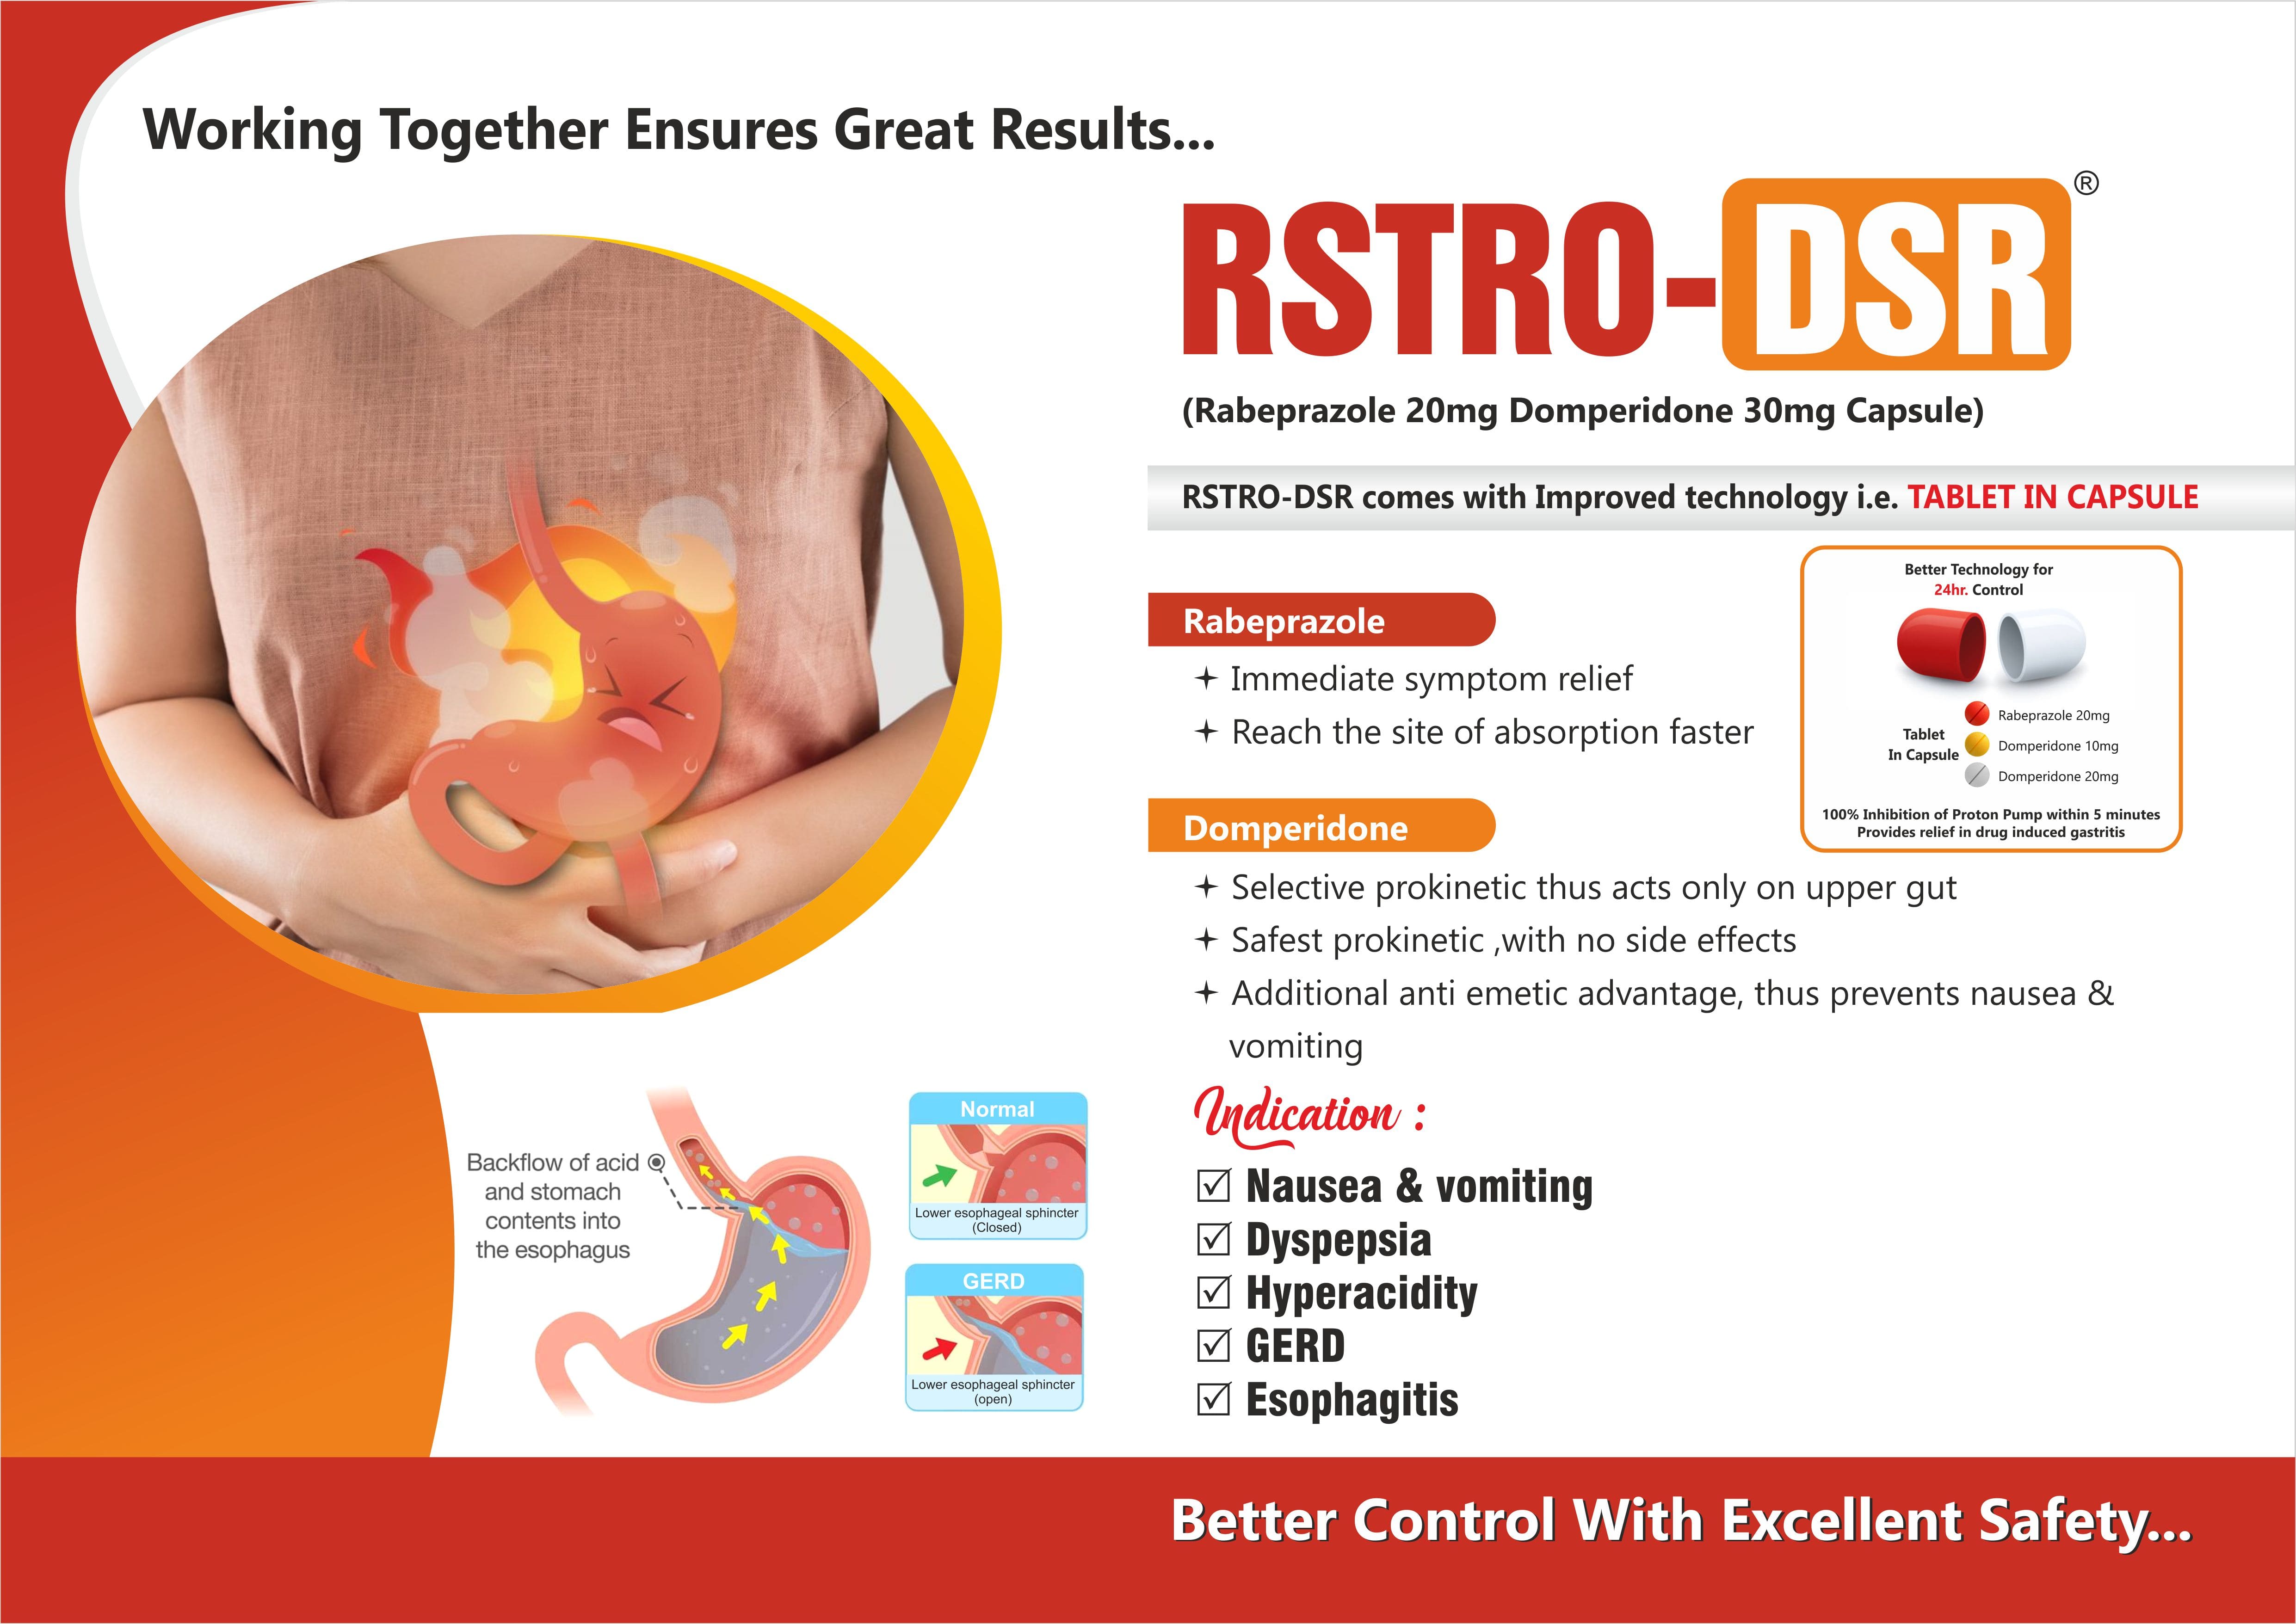 Working Together Ensures Great Results...
RSTRO-DSR®
(Rabeprazole 20mg Domperidone 30mg Capsule)
RSTRO-DSR comes with Improved technology i.e. TABLET IN CAPSULE
Rabeprazole
Immediate symptom relief
Reach the site of absorption faster
Better Technology for
24hr. Control
Tablet
In Capsule
Rabeprazole 20mg
Domperidone 10mg
Domperidone 20mg
100% Inhibition of Proton Pump within 5 minutes
Provides relief in drug induced gastritis
Domperidone
Selective prokinetic thus acts only on upper gut
Safest prokinetic ,with no side effects
Additional anti emetic advantage, thus prevents nausea &
vomiting
Backflow of acid
and stomach
contents into
the esophagus
Normal
Lower esophageal sphincter
(Closed)
GERD
Lower esophageal sphincter
(open)
Indication :
Nausea & vomiting
Dyspepsia
Hyperacidity
GERD
Esophagitis
Better Control With Excellent Safety...